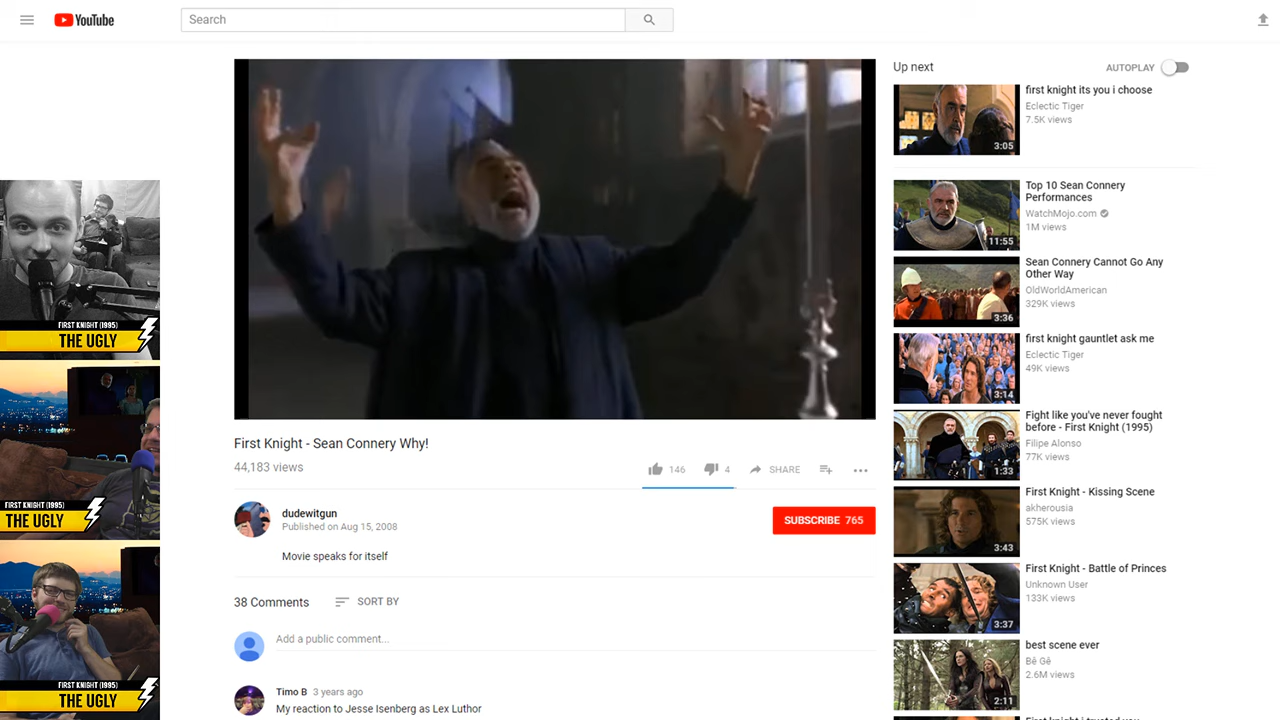 YouTube
Search
Up next
AUTOPLAY
first knight its you i choose
Eclectic Tiger
7.5K views
3:05
Top 10 Sean Connery
Performances
WatchMojo.com
1M views
11:55
Sean Connery Cannot Go Any
Other Way
OldWorldAmerican
329K views
3:36
first knight gauntlet ask me
Eclectic Tiger
49K views
3:14
Fight like you've never fought
before - First Knight (1995)
Filipe Alonso
77K views
1:33
First Knight - Kissing Scene
akherousia
575K views
3:43
First Knight - Battle of Princes
Unknown User
133K views
3:37
best scene ever
Bê Gê
2.6M views
2:11
First Knight i trusted you
First Knight - Sean Connery Why!
44,183 views
146
4
SHARE
dudewitgun
Published on Aug 15, 2008
SUBSCRIBE 765
Movie speaks for itself
38 Comments
SORT BY
Add a public comment...
Timo B 3 years ago
My reaction to Jesse Isenberg as Lex Luthor
FIRST KNIGHT (1995)
THE UGLY
FIRST KNIGHT (1995)
THE UGLY
FIRST KNIGHT (1995)
THE UGLY